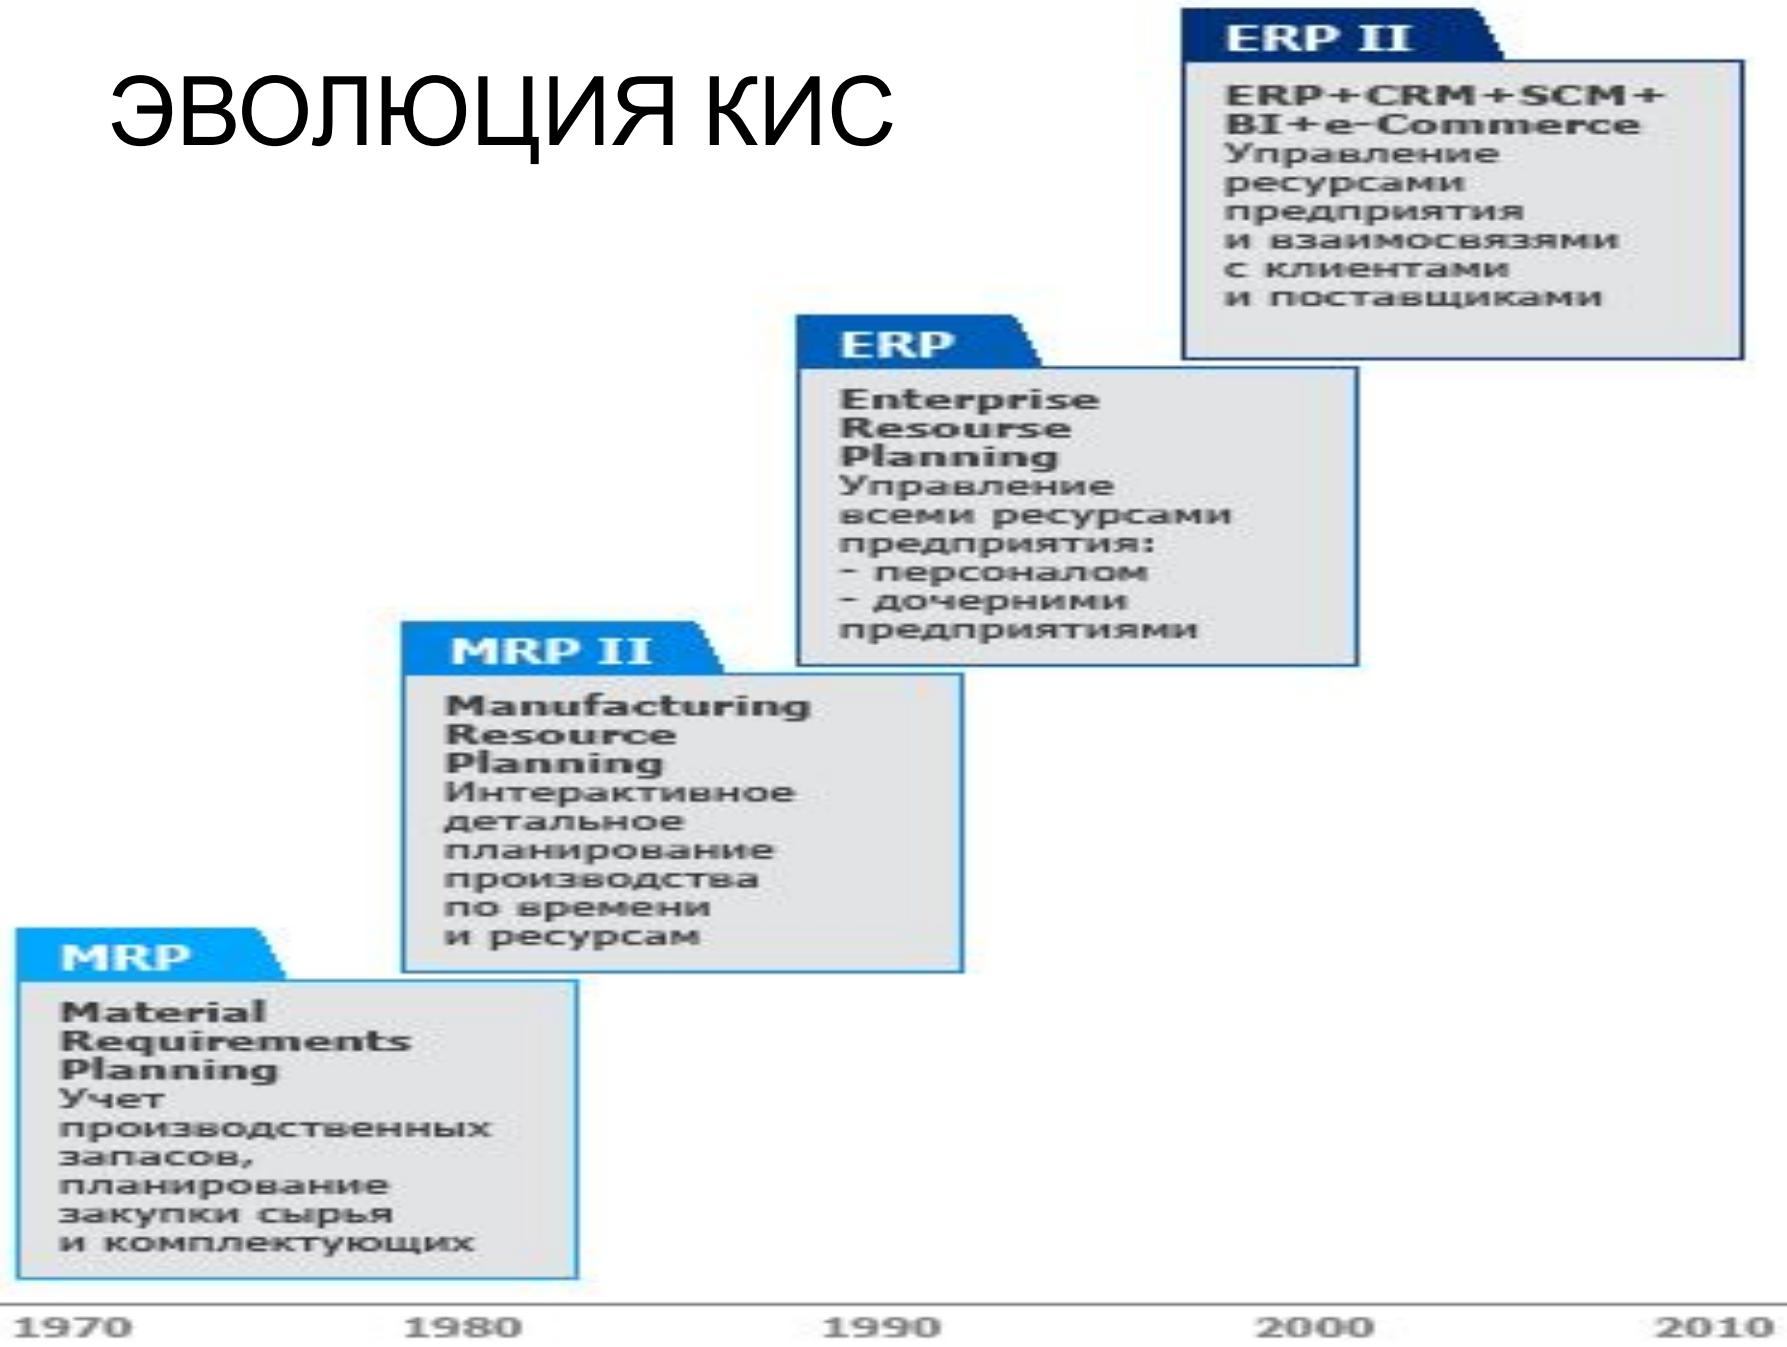 ЭВОЛЮЦИЯ КИС
ERP II
ERP+CRM+SCM+
BI+e-Commerce
Управление
ресурсами
предприятия
и взаимосвязями
с клиентами
и поставщиками
ERP
Enterprise
Resourse
Planning
Управление
всеми ресурсами
предприятия:
- персоналом
- дочерними
предприятиями
MRP II
Manufacturing
Resource
Planning
Интерактивное
детальное
планирование
производства
по времени
и ресурсам
MRP
Material
Requirements
Planning
Учет
производственных
запасов,
планирование
закупки сырья
и комплектующих
1970 1980 1990 2000 2010